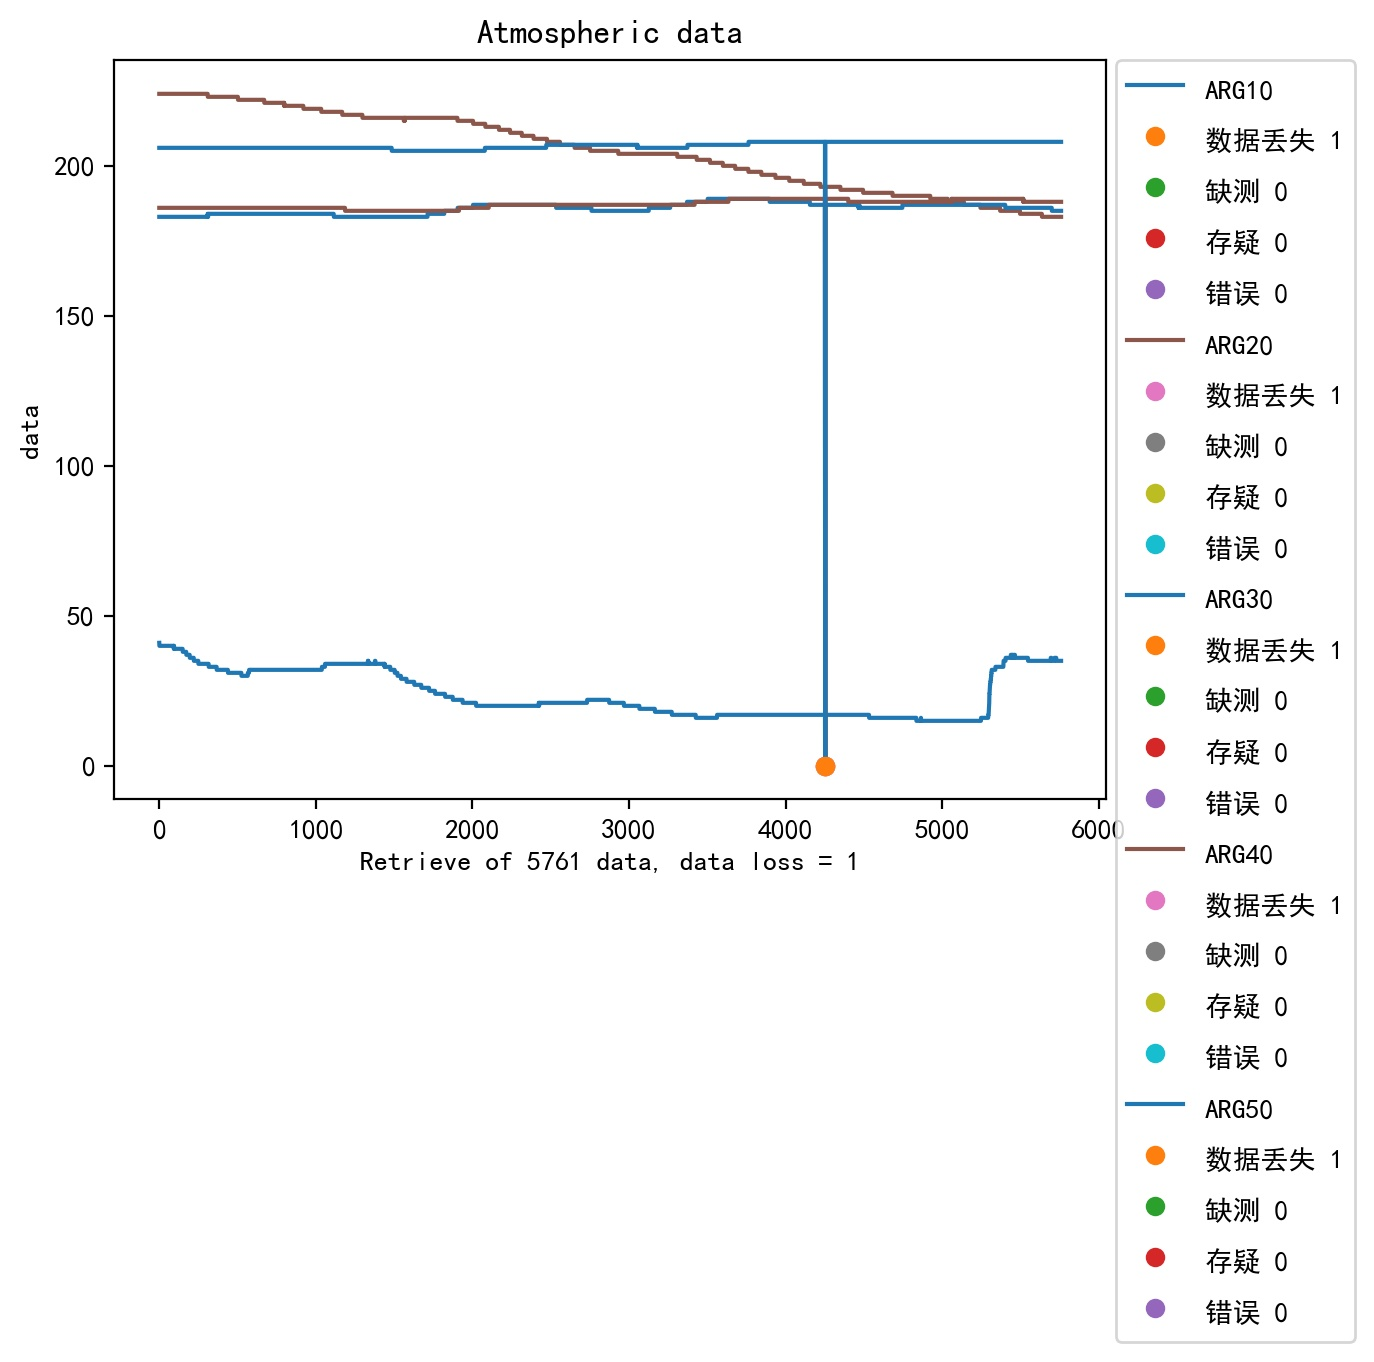 Atmospheric data
data
200
150
100
50
0
0 1000 2000 3000 4000 5000 6000
Retrieve of 5761 data, data loss = 1
ARG10
数据丢失 1
缺测 0
存疑 0
错误 0
ARG20
数据丢失 1
缺测 0
存疑 0
错误 0
ARG30
数据丢失 1
缺测 0
存疑 0
错误 0
ARG40
数据丢失 1
缺测 0
存疑 0
错误 0
ARG50
数据丢失 1
缺测 0
存疑 0
错误 0